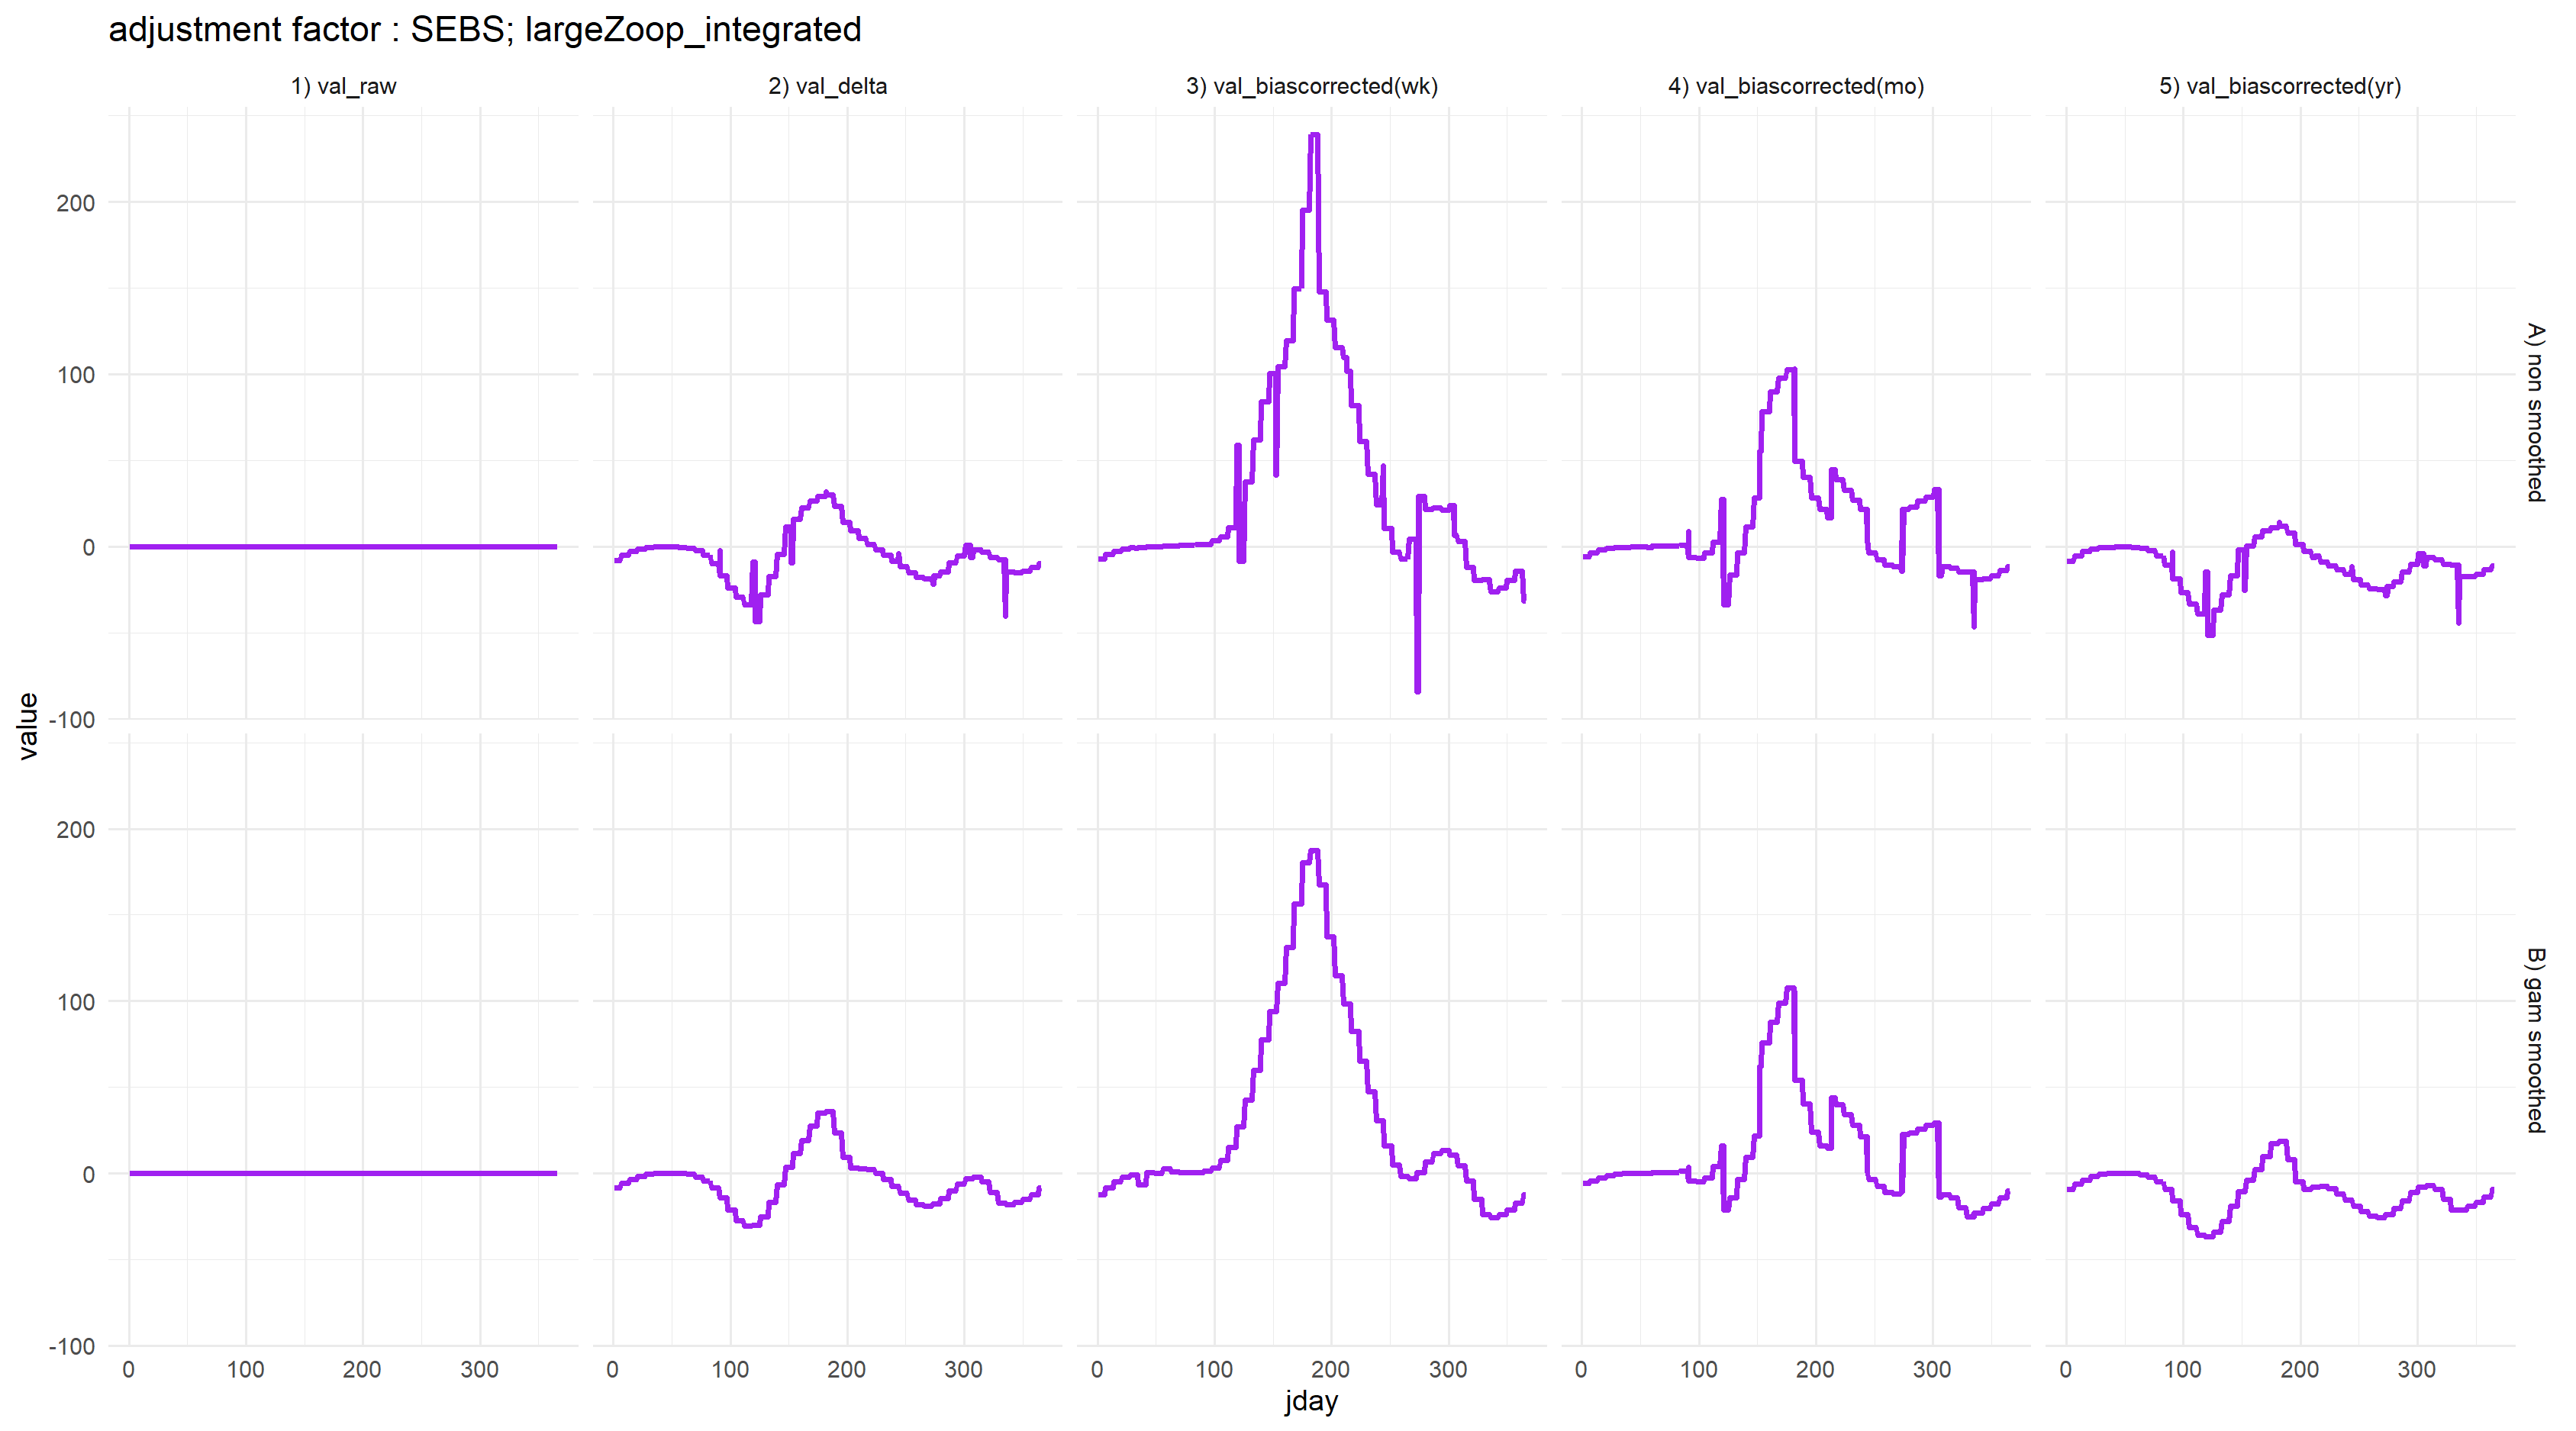 adjustment factor : SEBS; largeZoop_integrated
1) val_raw
2) val_delta
3) val_biascorrected(wk)
4) val_biascorrected(mo)
5) val_biascorrected(yr)
200
100
0
-100
A) non smoothed
value
200
100
0
-100
B) gam smoothed
0 100 200 300
0 100 200 300
0 100 200 300
0 100 200 300
0 100 200 300
jday